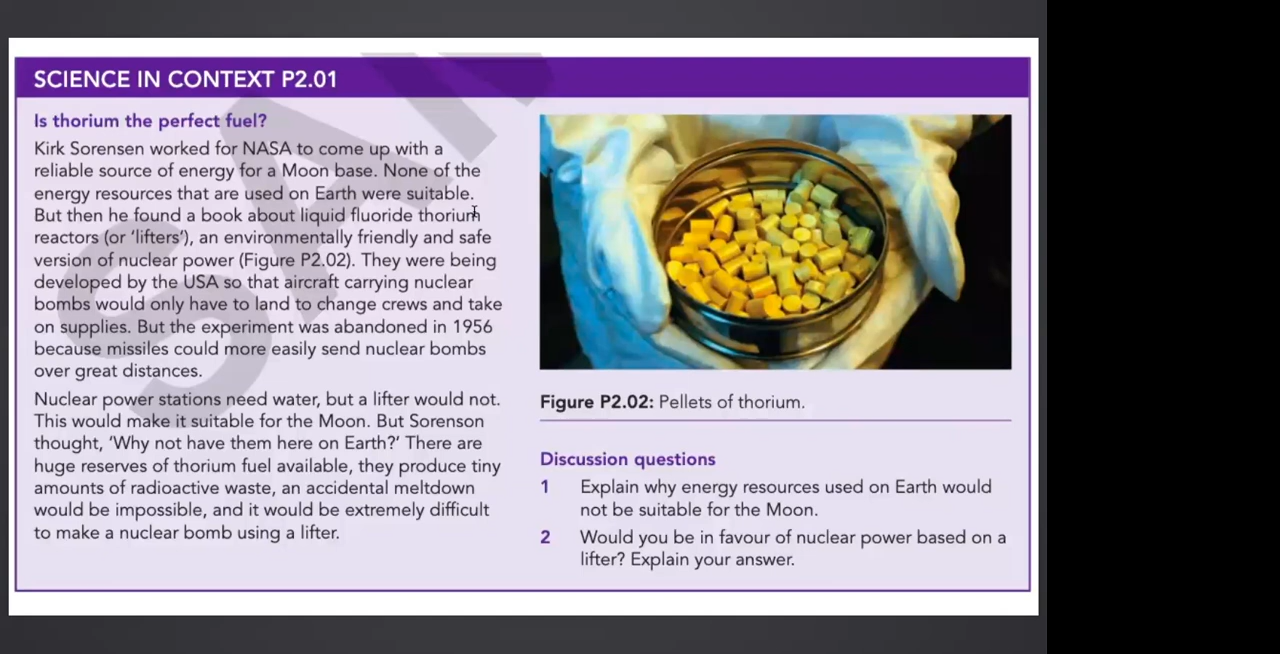 SCIENCE IN CONTEXT P2.01
Is thorium the perfect fuel?
Kirk Sorensen worked for NASA to come up with a
reliable source of energy for a Moon base. None of the
energy resources that are used on Earth were suitable.
But then he found a book about liquid fluoride thorium
reactors (or ‘lifters’), an environmentally friendly and safe
version of nuclear power (Figure P2.02). They were being
developed by the USA so that aircraft carrying nuclear
bombs would only have to land to change crews and take
on supplies. But the experiment was abandoned in 1956
because missiles could more easily send nuclear bombs
over great distances.
Nuclear power stations need water, but a lifter would not.
This would make it suitable for the Moon. But Sorenson
thought, ‘Why not have them here on Earth?’ There are
huge reserves of thorium fuel available, they produce tiny
amounts of radioactive waste, an accidental meltdown
would be impossible, and it would be extremely difficult
to make a nuclear bomb using a lifter.
Figure P2.02: Pellets of thorium.
Discussion questions
1 Explain why energy resources used on Earth would
not be suitable for the Moon.
2 Would you be in favour of nuclear power based on a
lifter? Explain your answer.